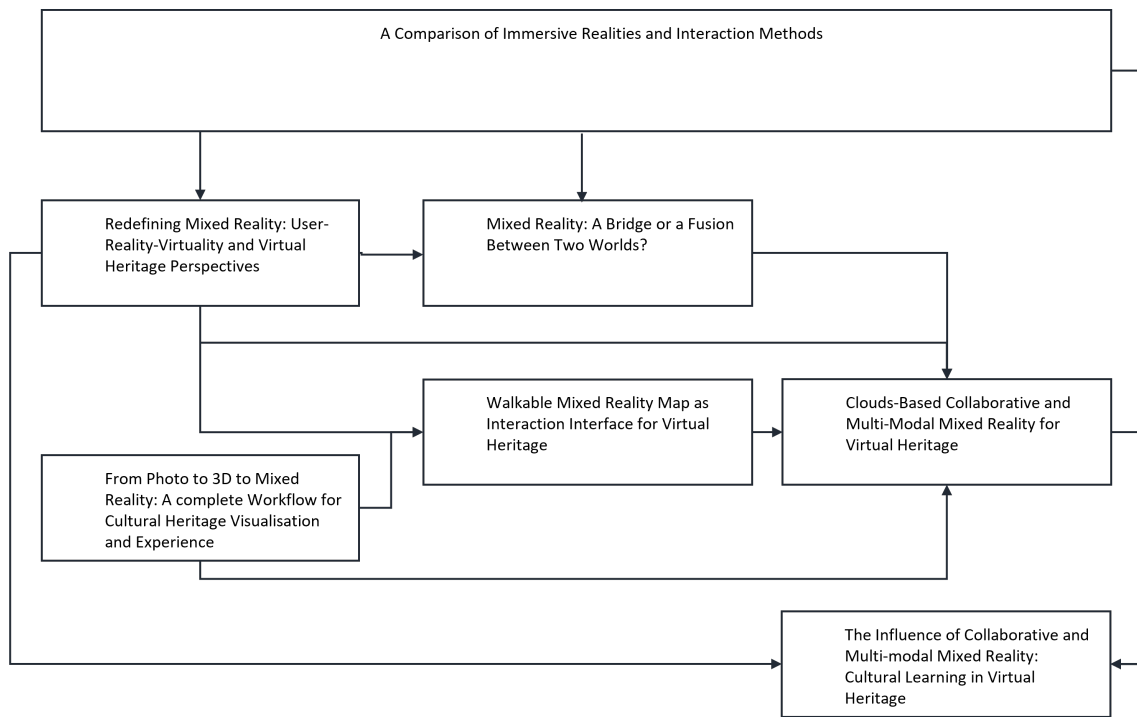 A Comparison of Immersive Realities and Interaction Methods
Redefining Mixed Reality: User-
Reality-Virtuality and Virtual
Heritage Perspectives
Mixed Reality: A Bridge or a Fusion
Between Two Worlds?
Walkable Mixed Reality Map as
Interaction Interface for Virtual
Heritage
Clouds-Based Collaborative and
Multi-Modal Mixed Reality for
Virtual Heritage
From Photo to 3D to Mixed
Reality: A complete Workflow for
Cultural Heritage Visualisation
and Experience
The Influence of Collaborative and
Multi-modal Mixed Reality:
Cultural Learning in Virtual
Heritage